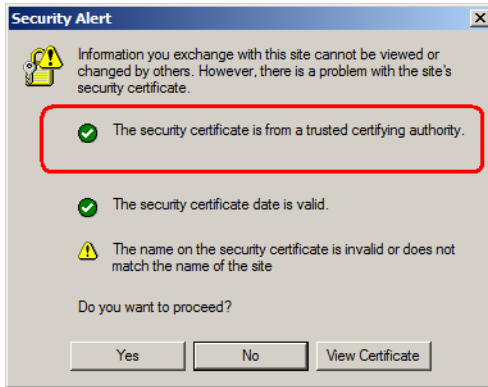 Security Alert
Information you exchange with this site cannot be viewed or
changed by others. However, there is a problem with the site's
security certificate.
The security certificate is from a trusted certifying authority.
The security certificate date is valid.
The name on the security certificate is invalid or does not
match the name of the site
Do you want to proceed?
Yes
No
View Certificate